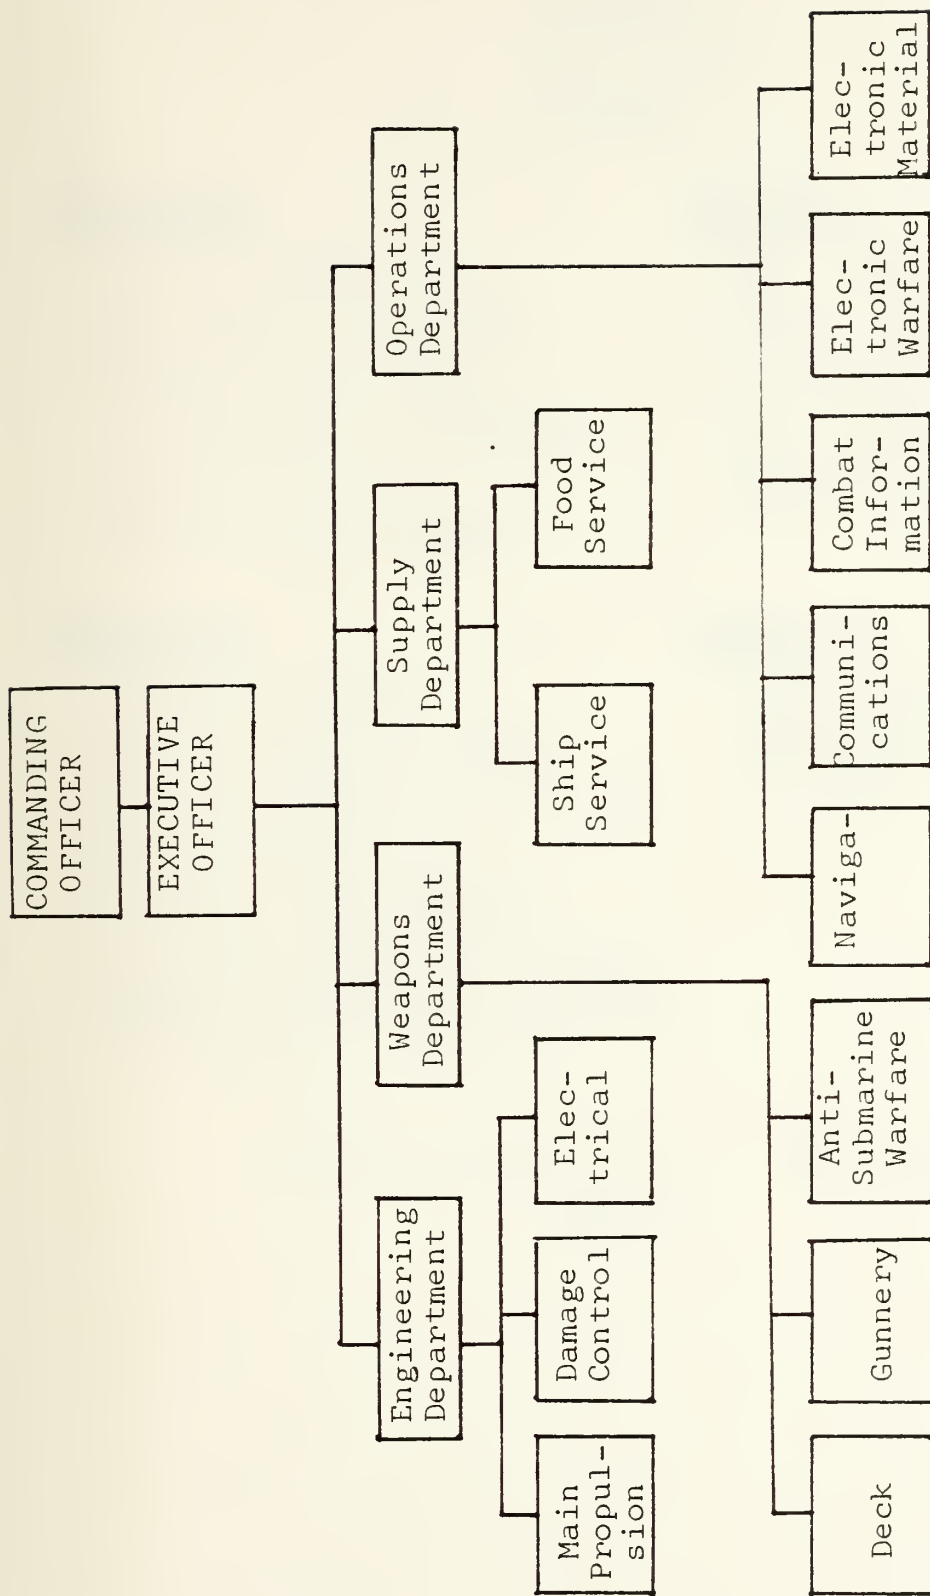 COMMANDING
OFFICER
EXECUTIVE
OFFICER
Engineering
Department
Weapons
Department
Supply
Department
Operations
Department
Main
Propul-
sion
Damage
Control
Elec-
trical
Ship
Service
Food
Service
Deck
Gunnery
Anti-
Submarine
Warfare
Naviga-
Communi-
cations
Combat
Infor-
mation
Elec-
tronic
Warfare
Elec-
tronic
Material